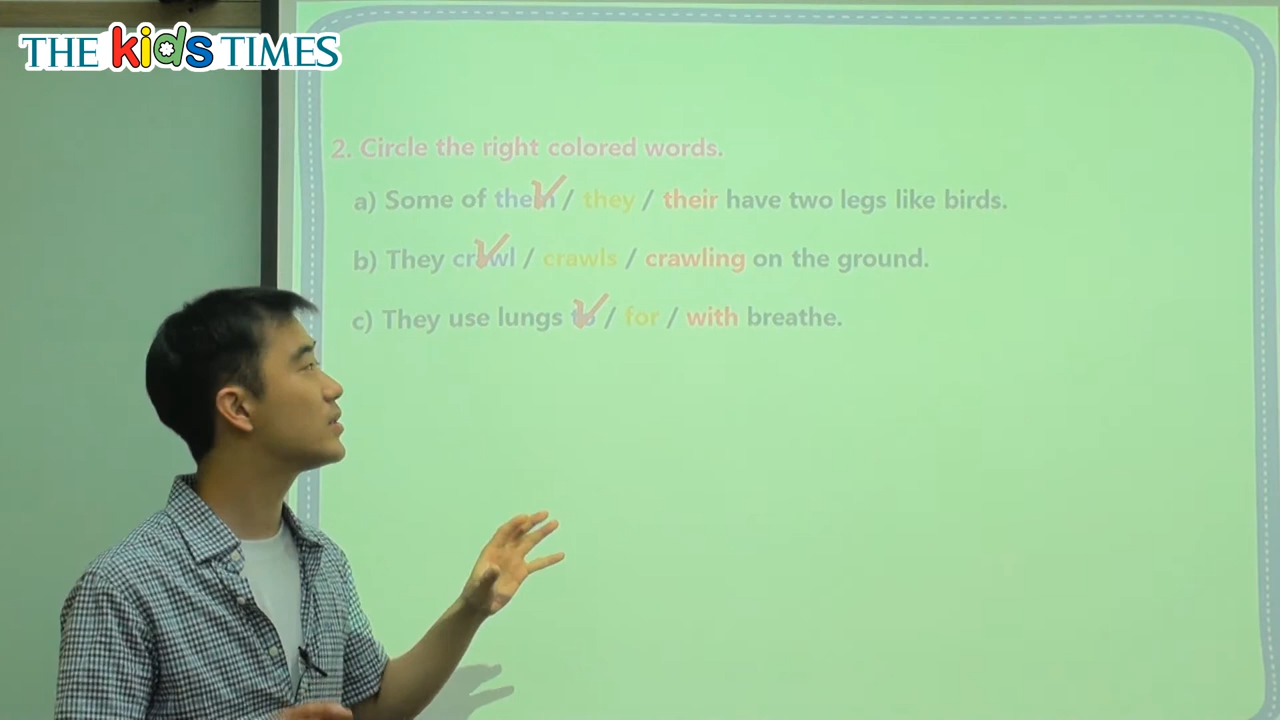 THE kids TIMES
2. Circle the right colored words.
a) Some of them / they / their have two legs like birds.
b) They crawl / crawls / crawling on the ground.
c) They use lungs to / for / with breathe.